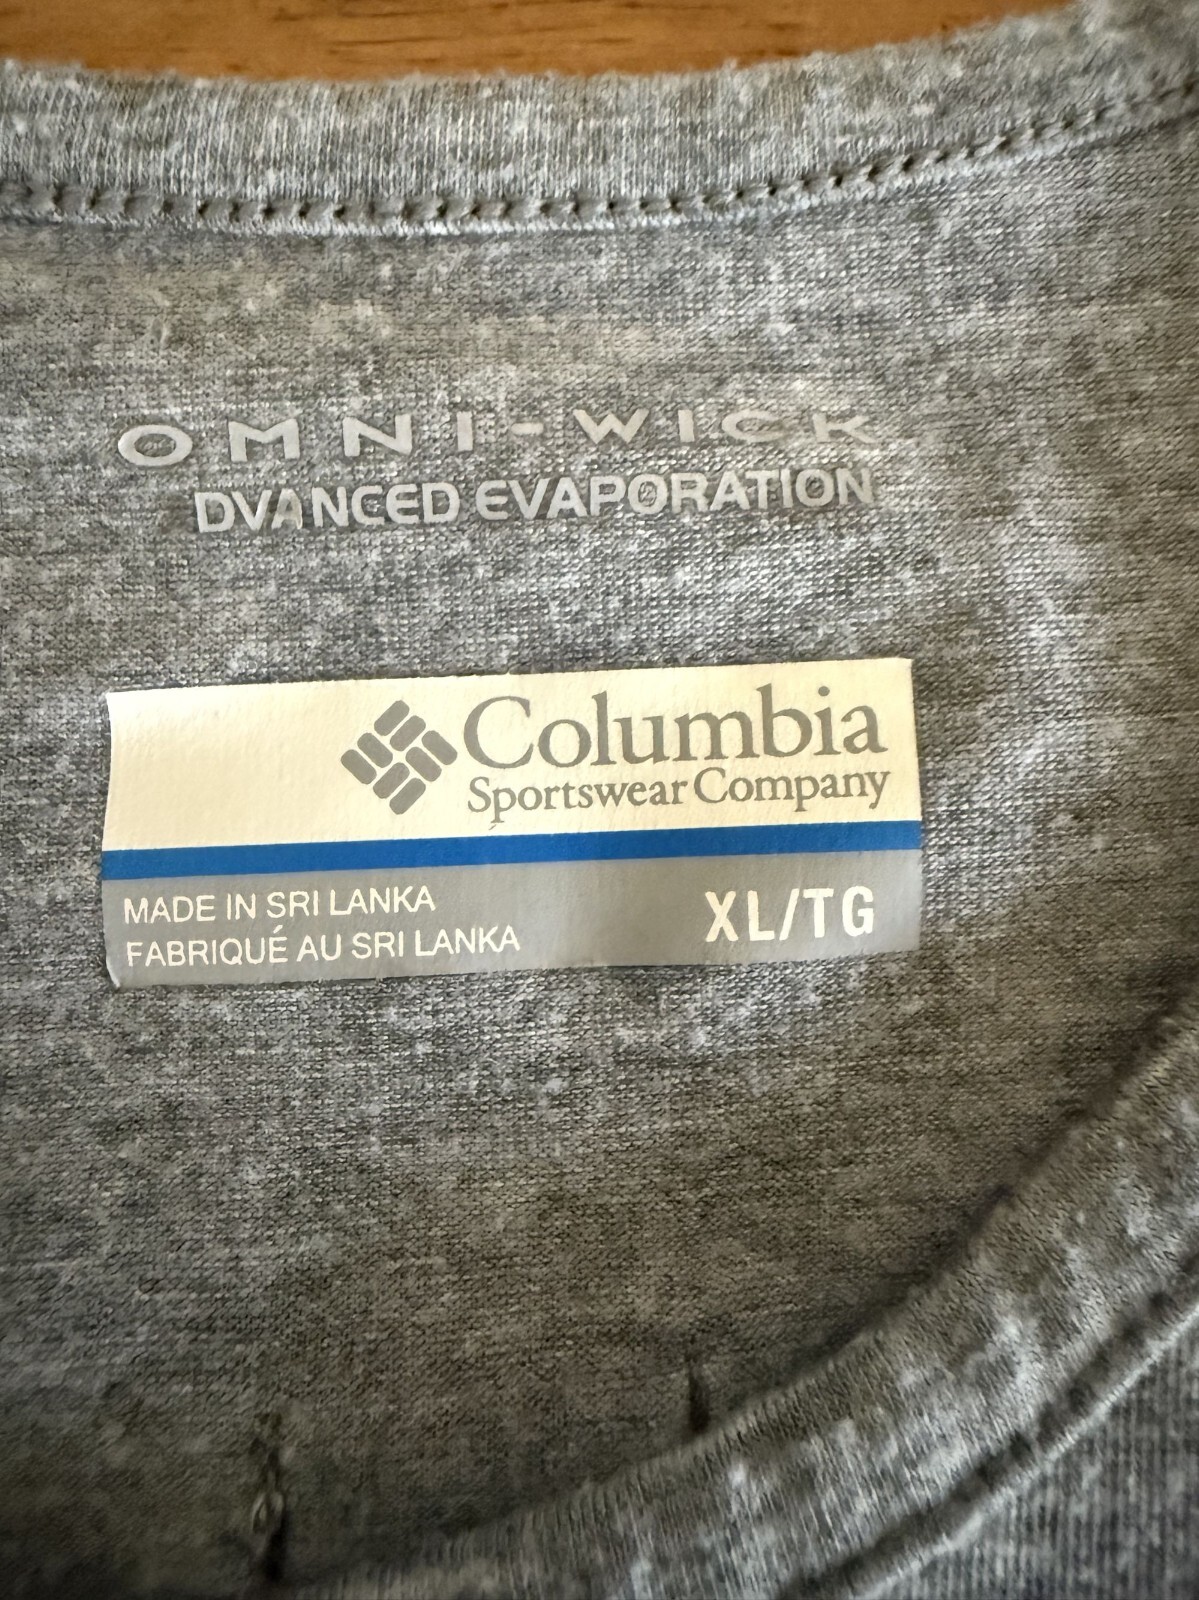 OMNI-WICK
DVANCED EVAPORATION
Columbia
Sportswear Company
MADE IN SRI LANKA
FABRIQUÉ AU SRI LANKA
XL/TG